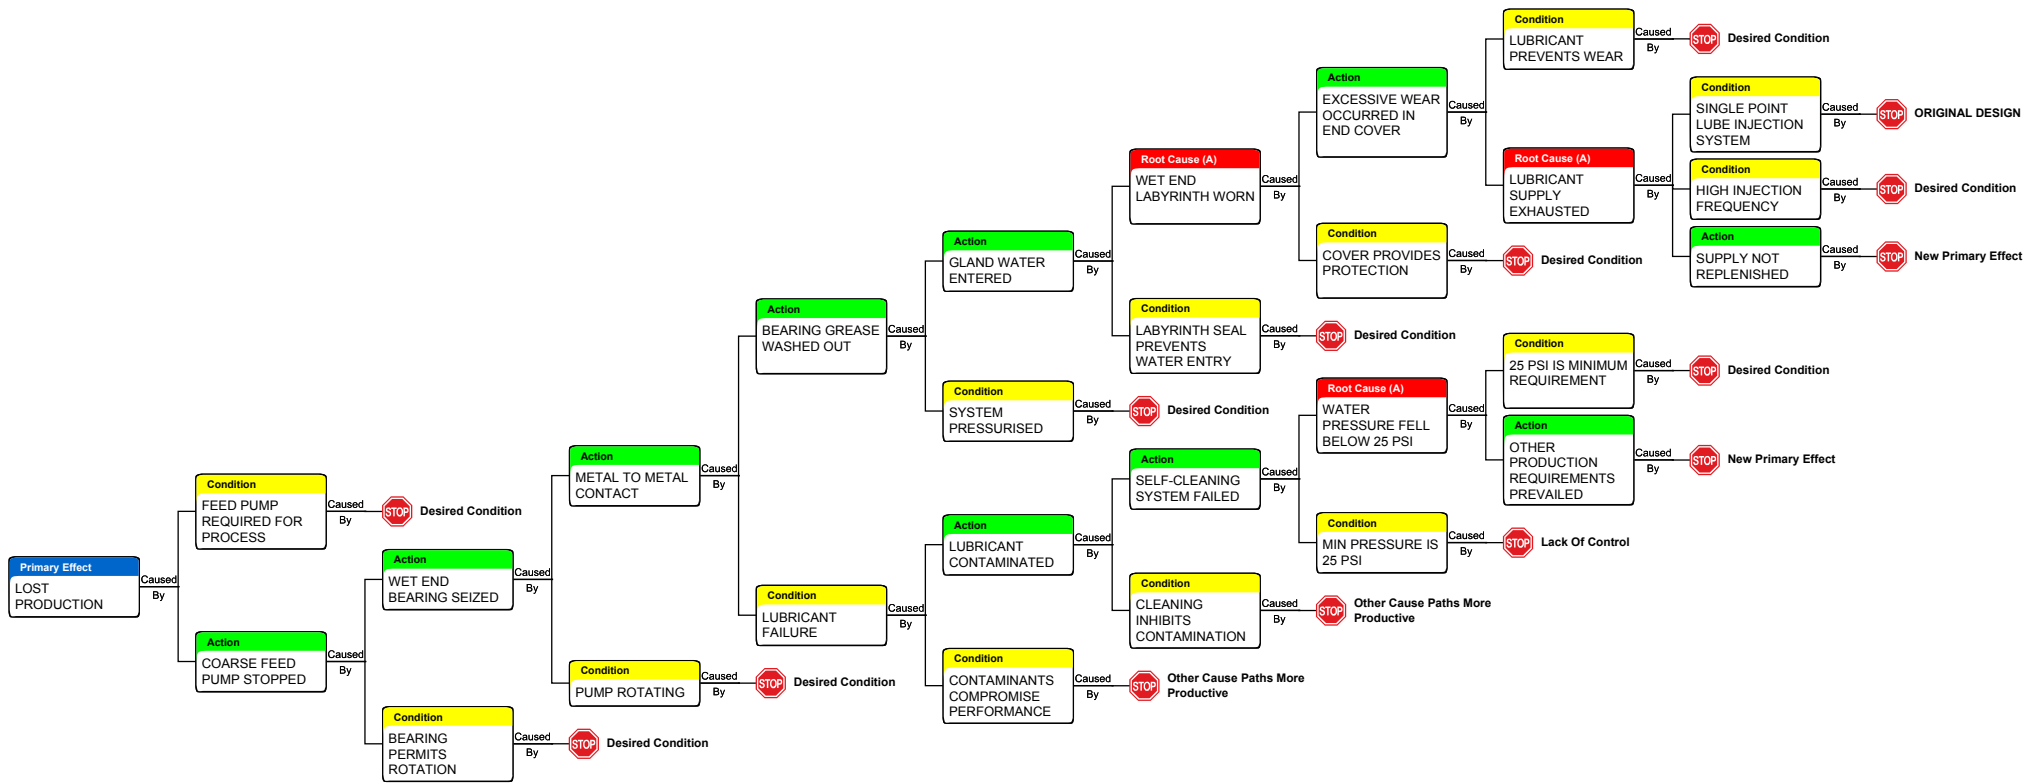 Primary Effect
LOST
PRODUCTION
Caused
By
Condition
FEED PUMP
REQUIRED FOR
PROCESS
Caused
By
STOP
Desired Condition
Action
COARSE FEED
PUMP STOPPED
Caused
By
Action
WET END
BEARING SEIZED
Caused
By
Condition
BEARING
PERMITS
ROTATION
Caused
By
STOP
Desired Condition
Action
METAL TO METAL
CONTACT
Caused
By
Condition
PUMP ROTATING
Caused
By
STOP
Desired Condition
Action
BEARING GREASE
WASHED OUT
Caused
By
Condition
LUBRICANT
FAILURE
Caused
By
Action
GLAND WATER
ENTERED
Caused
By
Condition
SYSTEM
PRESSURISED
Caused
By
STOP
Desired Condition
Action
LUBRICANT
CONTAMINATED
Caused
By
Condition
CONTAMINANTS
COMPROMISE
PERFORMANCE
Caused
By
STOP
Other Cause Paths More
Productive
Root Cause (A)
WET END
LABYRINTH WORN
Caused
By
Condition
LABYRINTH SEAL
PREVENTS
WATER ENTRY
Caused
By
STOP
Desired Condition
Action
SELF-CLEANING
SYSTEM FAILED
Caused
By
Condition
CLEANING
INHIBITS
CONTAMINATION
Caused
By
STOP
Other Cause Paths More
Productive
Action
EXCESSIVE WEAR
OCCURRED IN
END COVER
Caused
By
Condition
COVER PROVIDES
PROTECTION
Caused
By
STOP
Desired Condition
Root Cause (A)
WATER
PRESSURE FELL
BELOW 25 PSI
Caused
By
Condition
MIN PRESSURE IS
25 PSI
Caused
By
STOP
Lack Of Control
Condition
LUBRICANT
PREVENTS WEAR
Caused
By
STOP
Desired Condition
Root Cause (A)
LUBRICANT
SUPPLY
EXHAUSTED
Caused
By
Condition
25 PSI IS MINIMUM
REQUIREMENT
Caused
By
STOP
Desired Condition
Action
OTHER
PRODUCTION
REQUIREMENTS
PREVAILED
Caused
By
STOP
New Primary Effect
Condition
SINGLE POINT
LUBE INJECTION
SYSTEM
Caused
By
STOP
ORIGINAL DESIGN
Condition
HIGH INJECTION
FREQUENCY
Caused
By
STOP
Desired Condition
Action
SUPPLY NOT
REPLENISHED
Caused
By
STOP
New Primary Effect